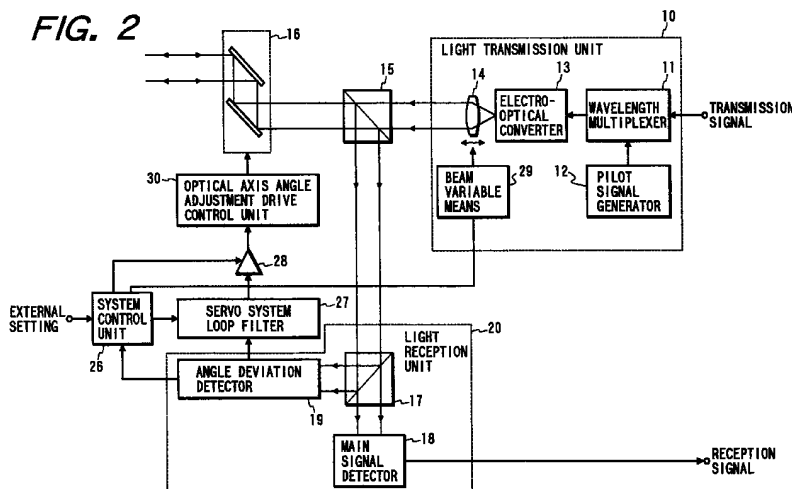 FIG. 2
16
10
LIGHT TRANSMISSION UNIT
15
14
13
11
ELECTRO-
OPTICAL
CONVERTER
WAVELENGTH
MULTIPLEXER
TRANSMISSION
SIGNAL
30
OPTICAL AXIS ANGLE
ADJUSTMENT DRIVE
CONTROL UNIT
BEAM
VARIABLE
MEANS
29
12
PILOT
SIGNAL
GENERATOR
28
EXTERNAL
SETTING
SYSTEM
CONTROL
UNIT
26
SERVO SYSTEM
LOOP FILTER
27
20
LIGHT
RECEPTION
UNIT
ANGLE DEVIATION
DETECTOR
19
17
18
MAIN
SIGNAL
DETECTOR
RECEPTION
SIGNAL